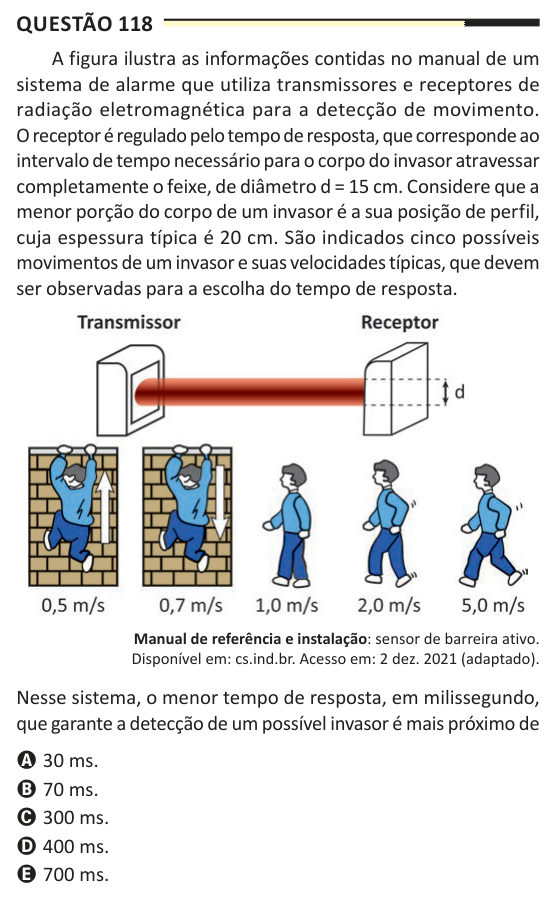 QUESTÃO 118
A figura ilustra as informações contidas no manual de um
sistema de alarme que utiliza transmissores e receptores de
radiação eletromagnética para a detecção de movimento.
O receptor é regulado pelo tempo de resposta, que corresponde ao
intervalo de tempo necessário para o corpo do invasor atravessar
completamente o feixe, de diâmetro d = 15 cm. Considere que a
menor porção do corpo de um invasor é a sua posição de perfil,
cuja espessura típica é 20 cm. São indicados cinco possíveis
movimentos de um invasor e suas velocidades típicas, que devem
ser observadas para a escolha do tempo de resposta.
Transmissor Receptor
d
0,5 m/s 0,7 m/s 1,0 m/s 2,0 m/s 5,0 m/s
Manual de referência e instalação: sensor de barreira ativo.
Disponível em: cs.ind.br. Acesso em: 2 dez. 2021 (adaptado).
Nesse sistema, o menor tempo de resposta, em milissegundo,
que garante a detecção de um possível invasor é mais próximo de
A 30 ms.
B 70 ms.
C 300 ms.
D 400 ms.
E 700 ms.